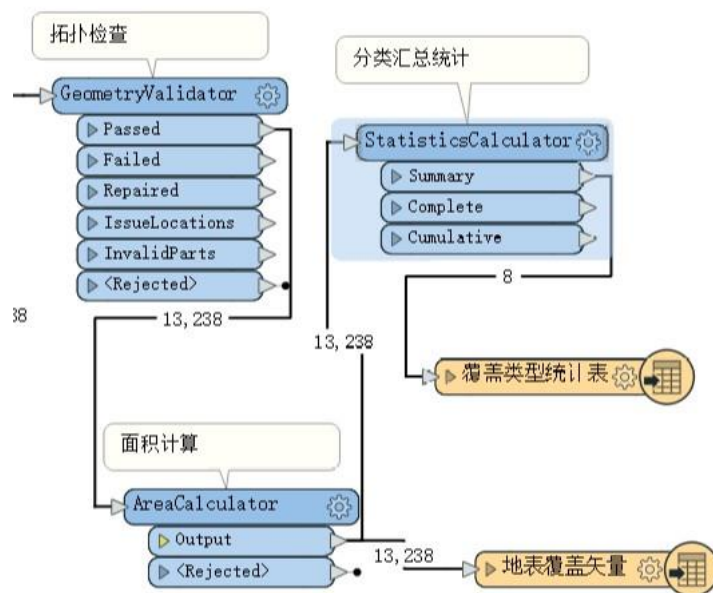 拓扑检查
GeometryValidator
Passed
Failed
Repaired
IssueLocations
InvalidParts
<Rejected>
38
13,238
分类汇总统计
StatisticsCalculator
Summary
Complete
Cumulative
8
13,238
覆盖类型统计表
面积计算
AreaCalculator
Output
<Rejected>
13,238
地表覆盖矢量